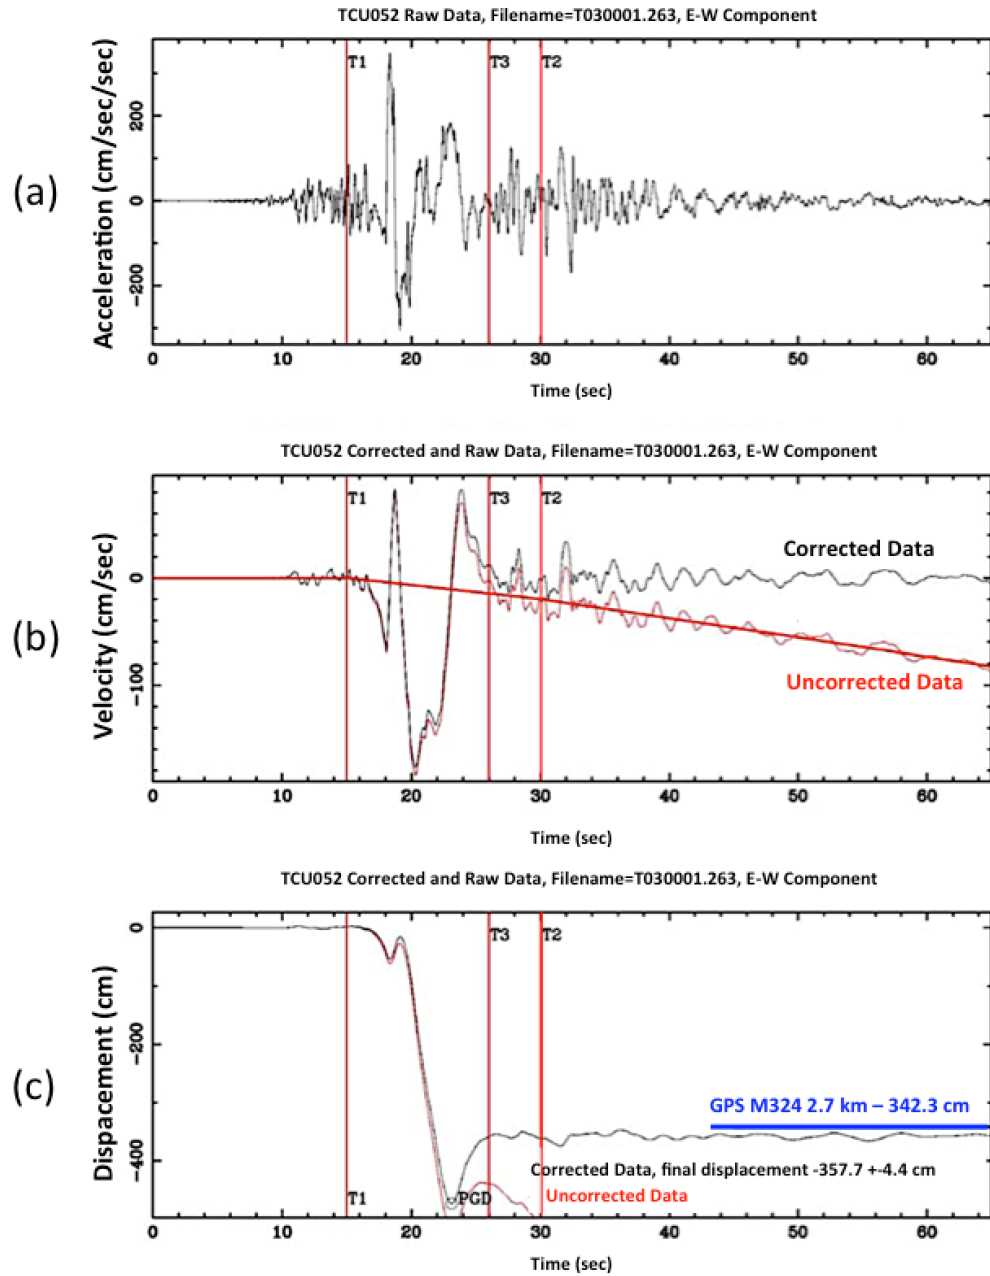 TCU052 Raw Data, Filename=T030001.263, E-W Component
T1
T3
T2
(a)
Acceleration (cm/sec/sec)
200
0
-200
0 10 20 30 40 50 60
Time (sec)
TCU052 Corrected and Raw Data, Filename=T030001.263, E-W Component
T1
T3
T2
(b)
Velocity (cm/sec)
0
-100
Corrected Data
Uncorrected Data
0 10 20 30 40 50 60
Time (sec)
TCU052 Corrected and Raw Data, Filename=T030001.263, E-W Component
T3
T2
(c)
Dispacement (cm)
0
-200
-400
GPS M324 2.7 km – 342.3 cm
Corrected Data, final displacement -357.7 +-4.4 cm
T1
PGD
Uncorrected Data
0 10 20 30 40 50 60
Time (sec)